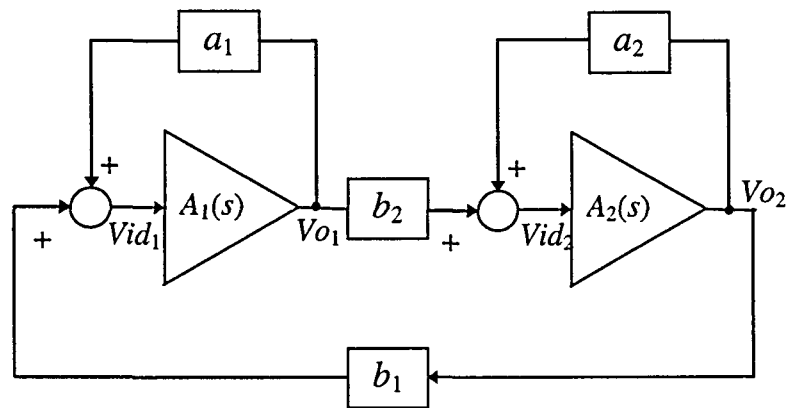 a₁
a₂
+
+
A₁(s)
b₂
A₂(s)
Vo₂
+
Vid₁
Vo₁
+
Vid₂
b₁